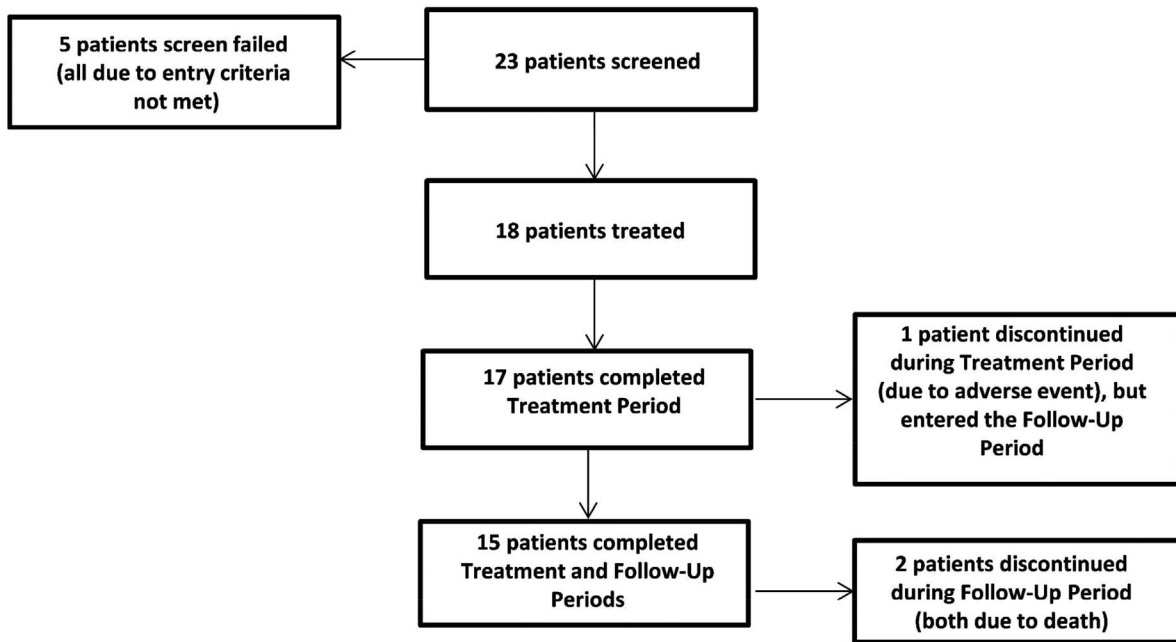 5 patients screen failed
(all due to entry criteria
not met)
23 patients screened
18 patients treated
17 patients completed
Treatment Period
1 patient discontinued
during Treatment Period
(due to adverse event), but
entered the Follow-Up
Period
15 patients completed
Treatment and Follow-Up
Periods
2 patients discontinued
during Follow-Up Period
(both due to death)